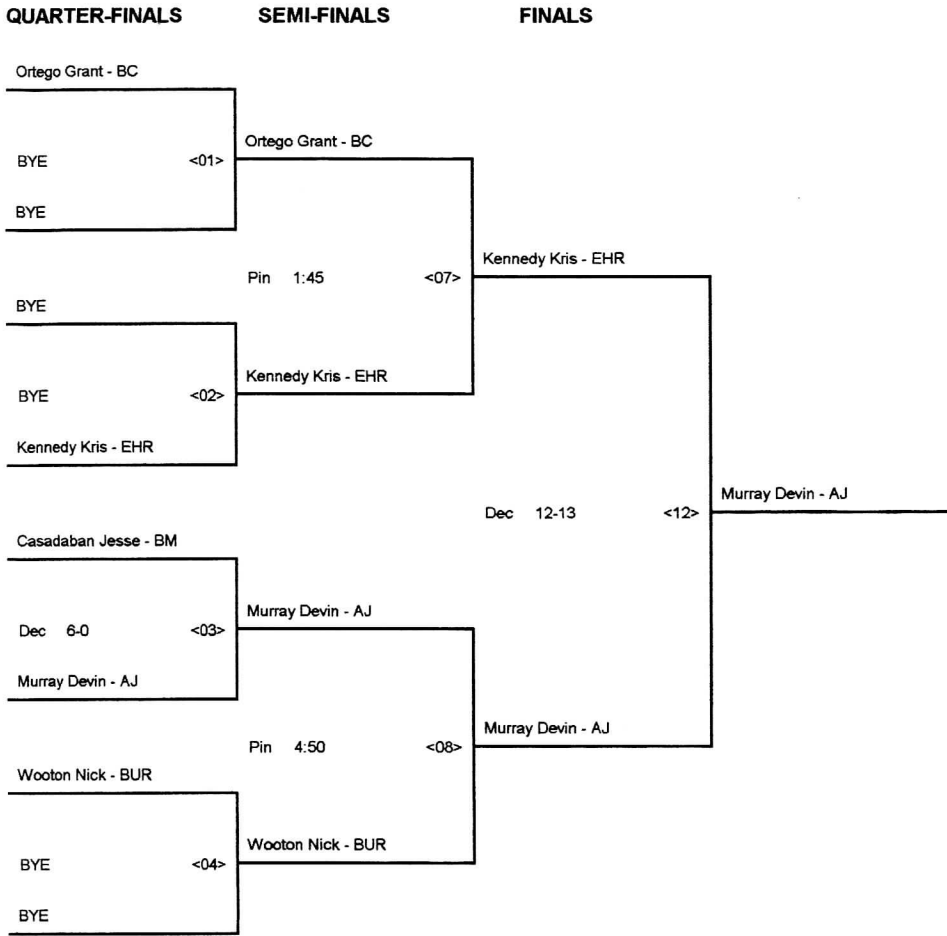 QUARTER-FINALS SEMI-FINALS FINALS
Ortego Grant - BC
Ortego Grant - BC
BYE <01>
BYE
Kennedy Kris - EHR
Pin 1:45 <07>
BYE
Kennedy Kris - EHR
BYE <02>
Kennedy Kris - EHR
Murray Devin - AJ
Dec 12-13 <12>
Casadaban Jesse - BM
Murray Devin - AJ
Dec 6-0 <03>
Murray Devin - AJ
Murray Devin - AJ
Pin 4:50 <08>
Wooton Nick - BUR
Wooton Nick - BUR
BYE <04>
BYE